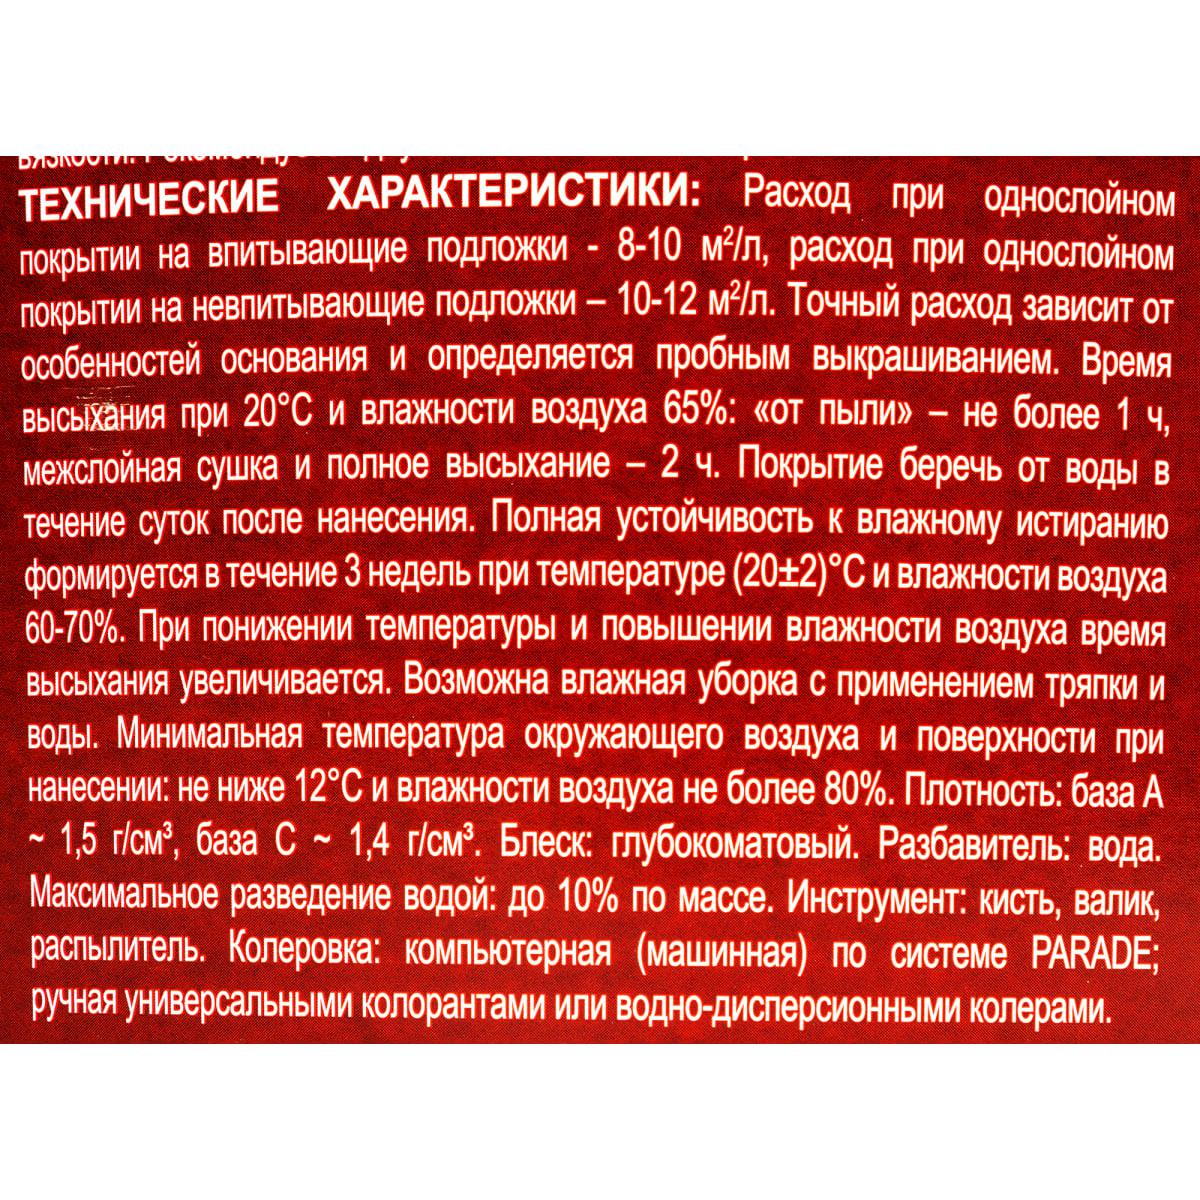 ТЕХНИЧЕСКИЕ ХАРАКТЕРИСТИКИ: Расход при однослойном
покрытии на впитывающие подложки - 8-10 м²/л, расход при однослойном
покрытии на невпитывающие подложки – 10-12 м²/л. Точный расход зависит от
особенностей основания и определяется пробным выкрашиванием. Время
высыхания при 20°С и влажности воздуха 65%: «от пыли» – не более 1 ч,
межслойная сушка и полное высыхание – 2 ч. Покрытие беречь от воды в
течение суток после нанесения. Полная устойчивость к влажному истиранию
формируется в течение 3 недель при температуре (20±2)°С и влажности воздуха
60-70%. При понижении температуры и повышении влажности воздуха время
высыхания увеличивается. Возможна влажная уборка с применением тряпки и
воды. Минимальная температура окружающего воздуха и поверхности при
нанесении: не ниже 12°С и влажности воздуха не более 80%. Плотность: база А
~ 1,5 г/см³, база С ~ 1,4 г/см³. Блеск: глубокоматовый. Разбавитель: вода.
Максимальное разведение водой: до 10% по массе. Инструмент: кисть, валик,
распылитель. Колеровка: компьютерная (машинная) по системе PARADE;
ручная универсальными колорантами или водно-дисперсионными колерами.